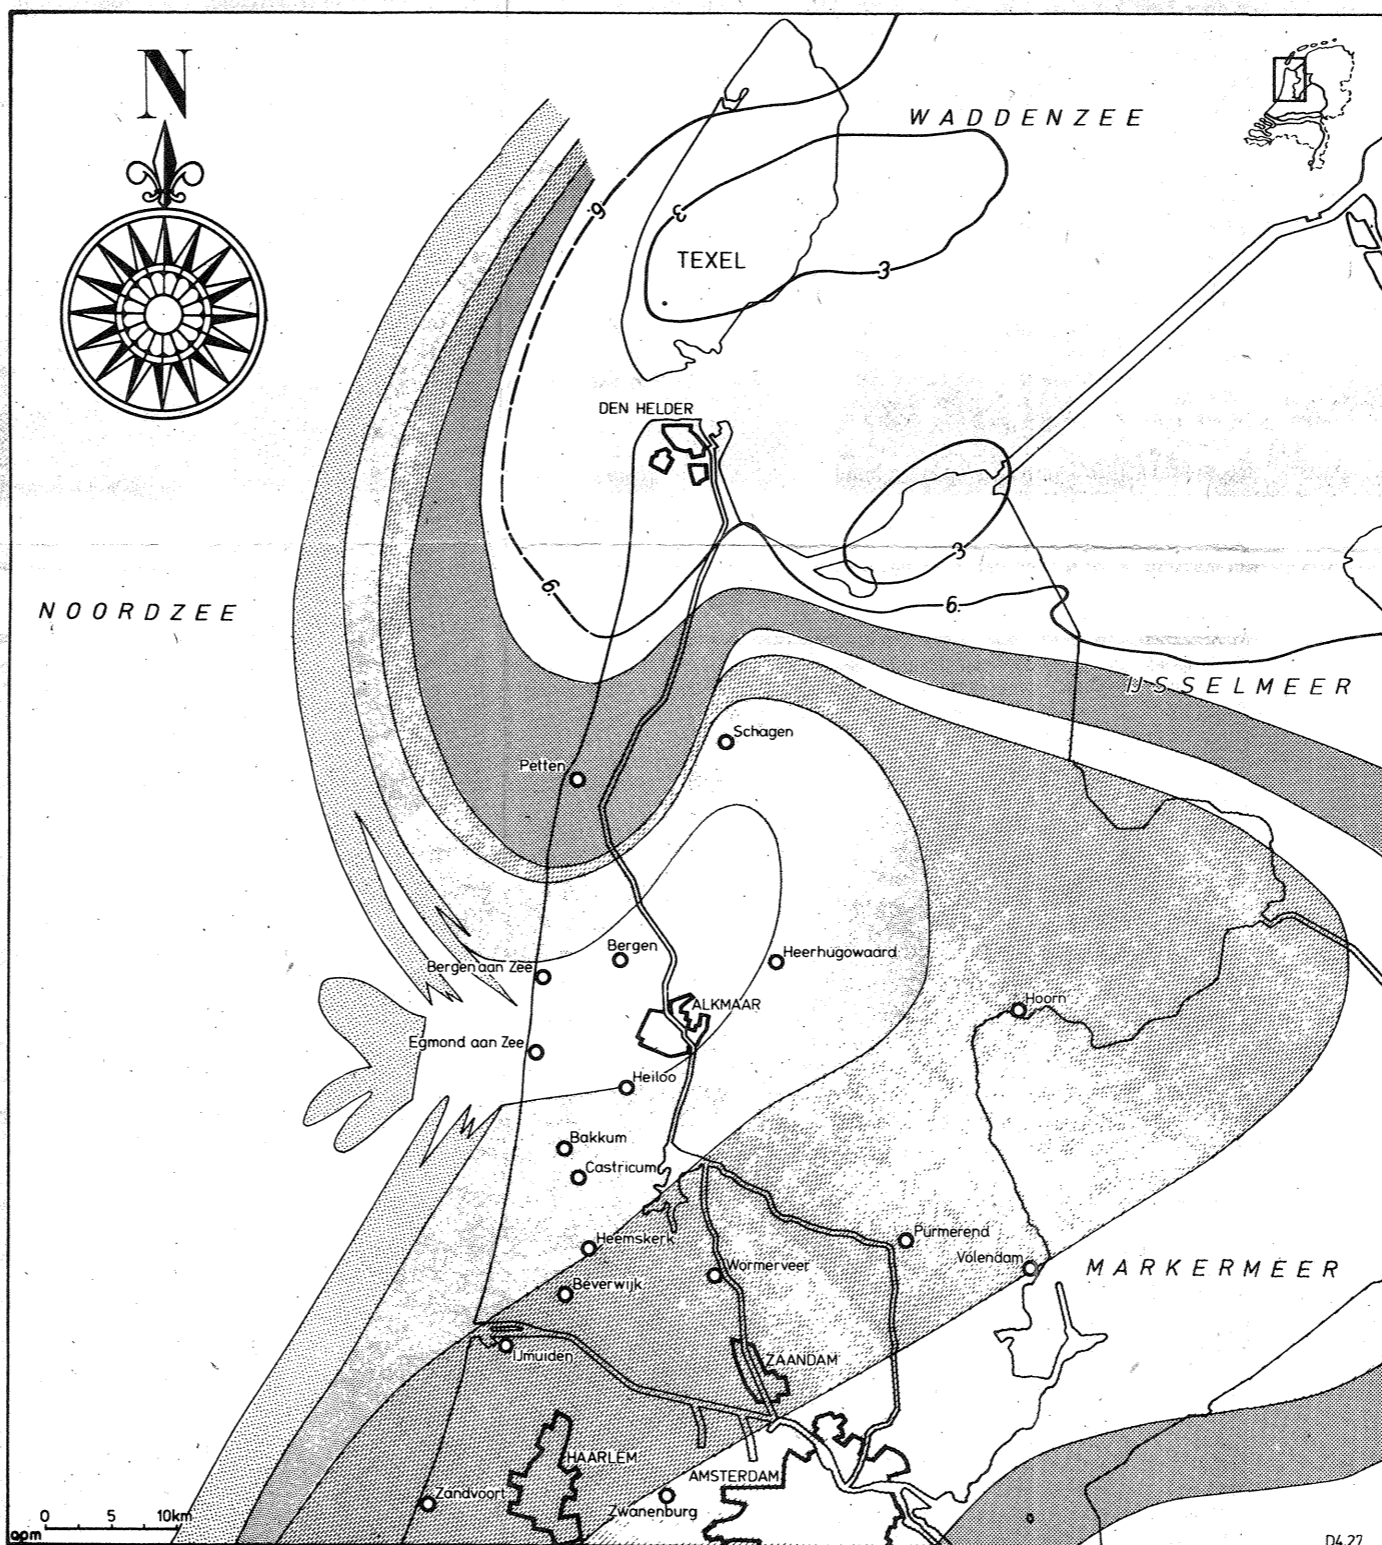 N
WADDENZEE
6.
3
TEXEL
3
DEN HELDER
3
6.
6.
NOORDZEE
IJSSELMEER
Schagen
Petten
Bergen
Heerhugowaard
Bergen aan Zee
ALKMAAR
Hoorn
Egmond aan Zee
Heiloo
Bakkum
Castricum
Purmerend
Heemskerk
Volendam
MARKERMEER
Wormerveer
Beverwijk
IJmuiden
ZAANDAM
HAARLEM
AMSTERDAM
Zandvoort
Zwanenburg
0 5 10km
D4.27